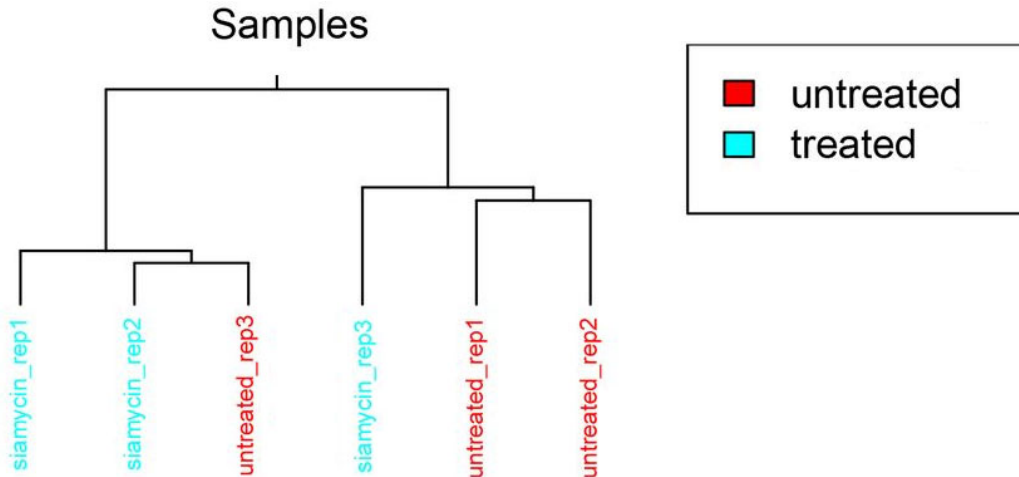 Samples
untreated
treated
siamycin_rep1
siamycin_rep2
untreated_rep3
siamycin_rep3
untreated_rep1
untreated_rep2